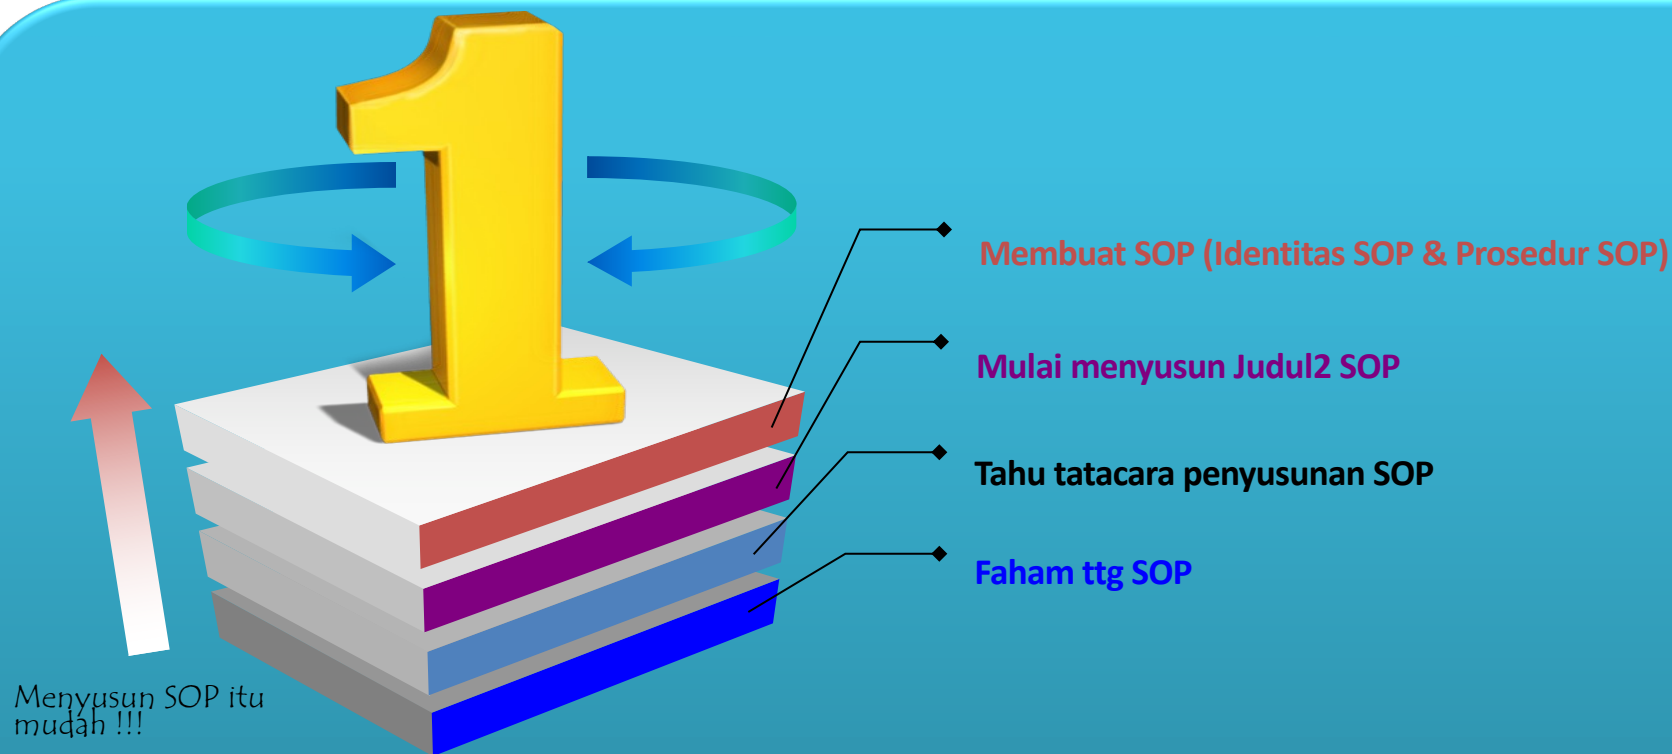 1
Membuat SOP (Identitas SOP & Prosedur SOP)
Mulai menyusun Judul2 SOP
Tahu tatacara penyusunan SOP
Faham ttg SOP
Menyusun SOP itu
mudah !!!